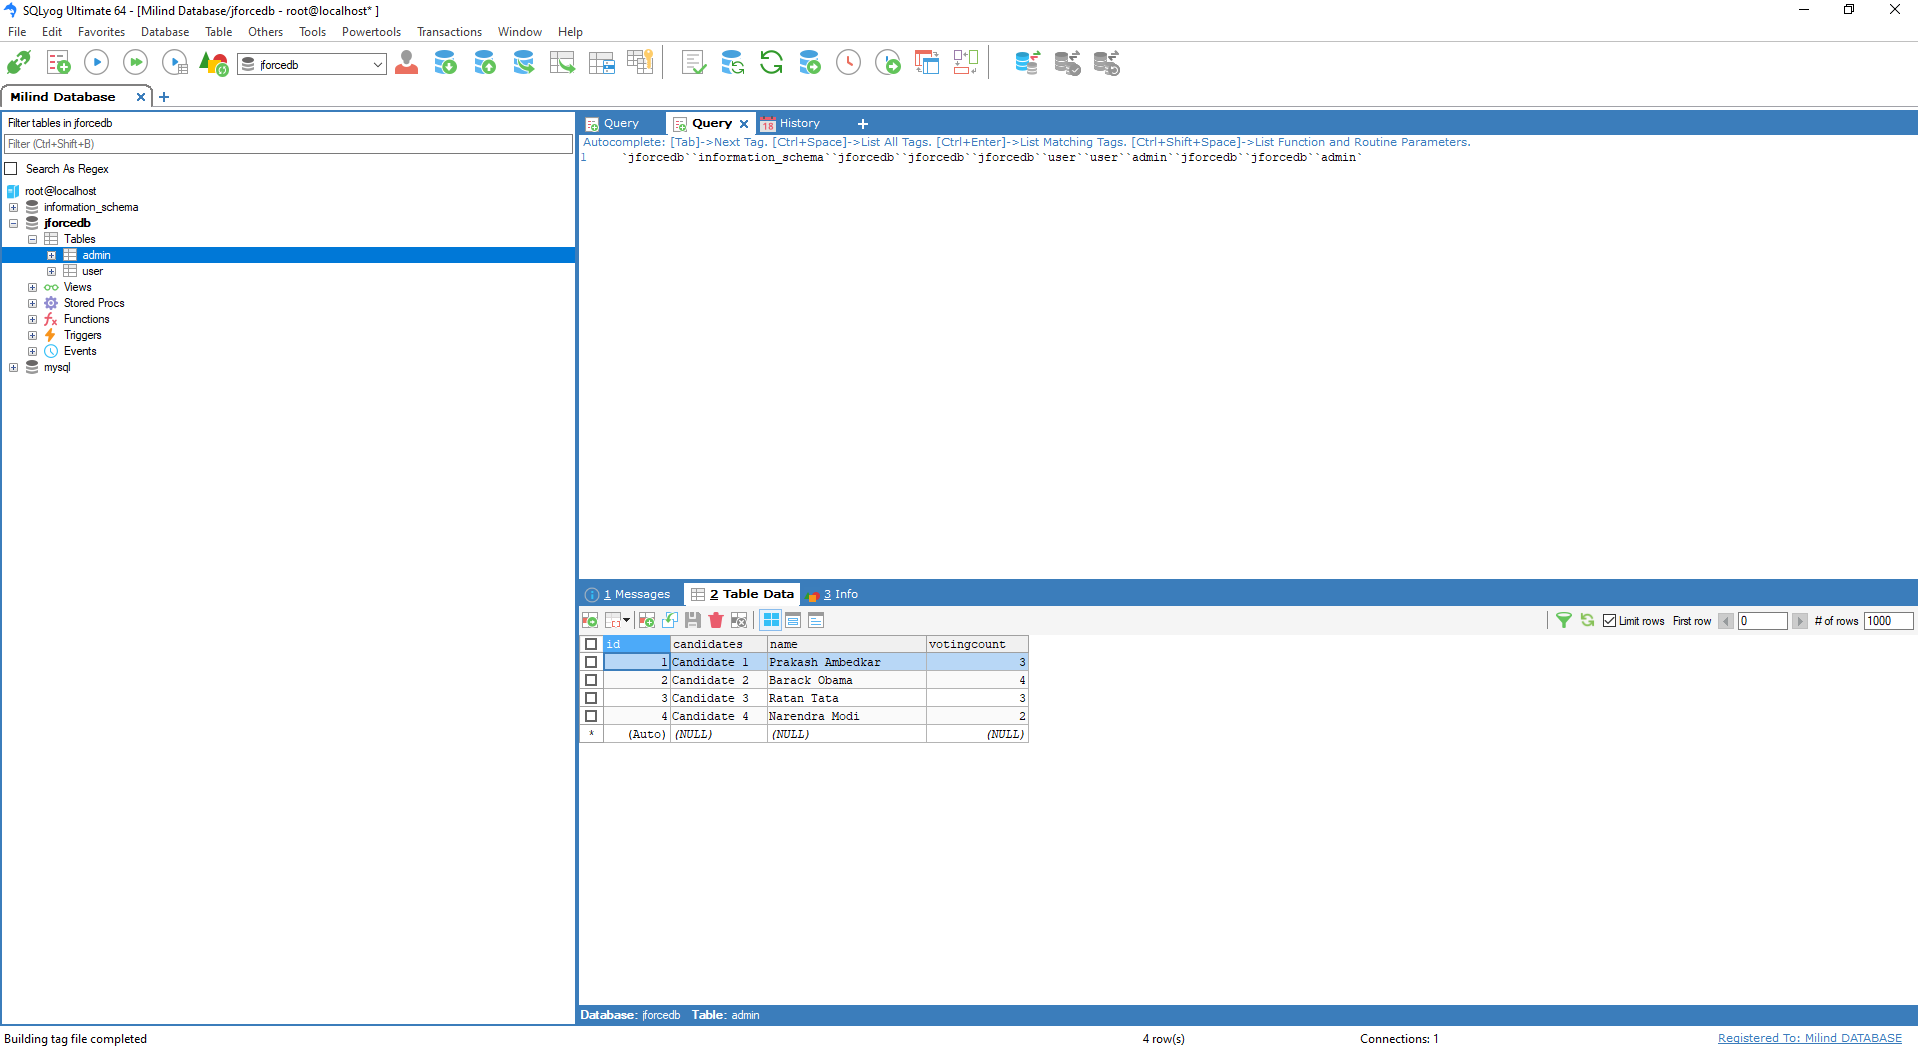 SQLyog Ultimate 64 - [Milind Database/jforcedb - root@localhost* ]
File Edit Favorites Database Table Others Tools Powertools Transactions Window Help
jforcedb
Milind Database
Filter tables in jforcedb
Filter (Ctrl+Shift+B)
Search As Regex
root@localhost
information_schema
jforcedb
Tables
admin
user
Views
Stored Procs
Functions
Triggers
Events
mysql
Query Query 18 History
Autocomplete: [Tab]->Next Tag. [Ctrl+Space]->List All Tags. [Ctrl+Enter]->List Matching Tags. [Ctrl+Shift+Space]->List Function and Routine Parameters.
1 `jforcedb``information_schema``jforcedb``jforcedb``jforcedb``user``user``admin``jforcedb``jforcedb``admin`
1 Messages 2 Table Data 3 Info
Limit rows First row 0 # of rows 1000
id candidates name votingcount
1 Candidate 1 Prakash Ambedkar 3
2 Candidate 2 Barack Obama 4
3 Candidate 3 Ratan Tata 3
4 Candidate 4 Narendra Modi 2
* (Auto) (NULL) (NULL) (NULL)
Database: jforcedb Table: admin
Building tag file completed 4 row(s) Connections: 1 Registered To: Milind DATABASE